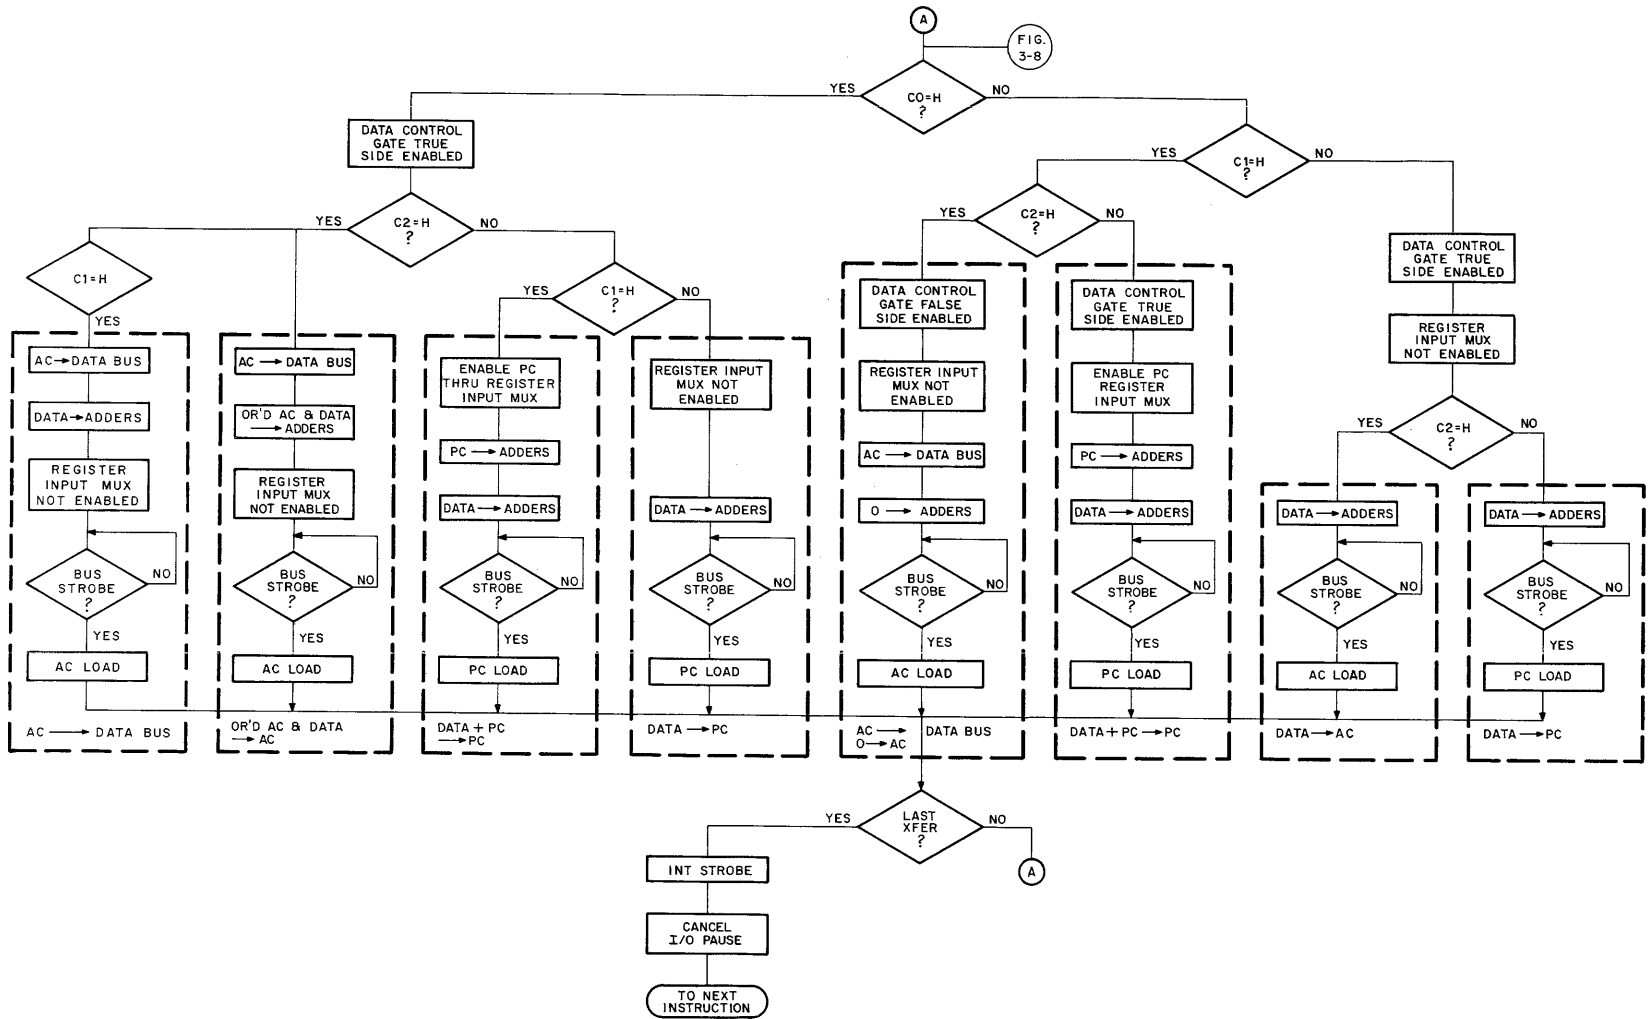 A
FIG.
3-8
C0=H
?
YES
NO
DATA CONTROL
GATE TRUE
SIDE ENABLED
C1=H
?
YES
NO
C2=H
?
YES
NO
C2=H
?
YES
NO
DATA CONTROL
GATE TRUE
SIDE ENABLED
C1=H
YES
C1=H
?
YES
NO
REGISTER
INPUT MUX
NOT ENABLED
C2=H
?
YES
NO
AC → DATA BUS
DATA → ADDERS
REGISTER
INPUT MUX
NOT ENABLED
BUS
STROBE
?
NO
YES
AC LOAD
AC → DATA BUS
AC → DATA BUS
OR'D AC & DATA
→ ADDERS
REGISTER
INPUT MUX
NOT ENABLED
BUS
STROBE
?
NO
YES
AC LOAD
OR'D AC & DATA
→ AC
ENABLE PC
THRU REGISTER
INPUT MUX
PC → ADDERS
DATA → ADDERS
BUS
STROBE
?
NO
YES
PC LOAD
DATA + PC
→ PC
REGISTER INPUT
MUX NOT
ENABLED
DATA → ADDERS
BUS
STROBE
?
NO
YES
PC LOAD
DATA → PC
DATA CONTROL
GATE FALSE
SIDE ENABLED
REGISTER INPUT
MUX NOT
ENABLED
AC → DATA BUS
O → ADDERS
BUS
STROBE
?
NO
YES
AC LOAD
AC → DATA BUS
O → AC
DATA CONTROL
GATE TRUE
SIDE ENABLED
ENABLE PC
REGISTER
INPUT MUX
PC → ADDERS
DATA → ADDERS
BUS
STROBE
?
NO
YES
PC LOAD
DATA + PC → PC
DATA → ADDERS
BUS
STROBE
?
NO
YES
AC LOAD
DATA → AC
DATA → ADDERS
BUS
STROBE
?
NO
YES
PC LOAD
DATA → PC
LAST
XFER
?
YES
NO
A
INT STROBE
CANCEL
I/O PAUSE
TO NEXT
INSTRUCTION